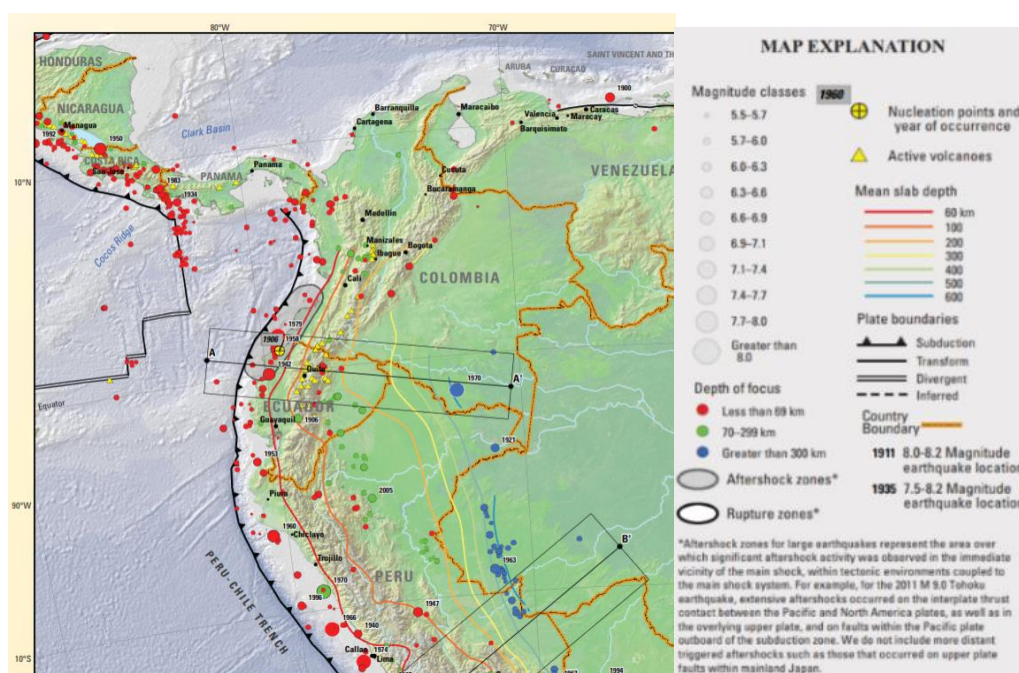 80°W
70°W
SAINT VINCENT AND TH
HONDURAS
ARUBA
CURAÇAO
1900
NICARAGUA
Barranquilla
Maracaibo
Caracas
Valencia
Maracay
Cartagena
Barquisimato
Managua
1992
1950
Clark Basin
COSTA RICA
San Jose
Panama
PANAMA
Cucuta
VENEZUELA
10°N
1983
1934
Bucaramanga
Medellin
Cocos Ridge
Manizales
Bogota
Ibague
COLOMBIA
Cali
1979
1906
1958
A
1942
Quito
1970
A'
Equator
ECUADOR
Guayaquil
1906
1921
1953
2005
90°W
Piura
1960
Chiclayo
B'
Trujillo
1963
PERU-CHILE TRENCH
1970
PERU
1996
1947
1966
1940
10°S
Callao
1974
Lima
1994
MAP EXPLANATION
Magnitude classes
5.5–5.7
5.7–6.0
6.0–6.3
6.3–6.6
6.6–6.9
6.9–7.1
7.1–7.4
7.4–7.7
7.7–8.0
Greater than
8.0
Depth of focus
Less than 69 km
70–299 km
Greater than 300 km
Aftershock zones*
Rupture zones*
1960
Nucleation points and
year of occurrence
Active volcanoes
Mean slab depth
60 km
100
200
300
400
500
600
Plate boundaries
Subduction
Transform
Divergent
Inferred
Country
Boundary
1911 8.0-8.2 Magnitude
earthquake location
1935 7.5-8.2 Magnitude
earthquake location
*Aftershock zones for large earthquakes represent the area over
which significant aftershock activity was observed in the immediate
vicinity of the main shock, within tectonic environments coupled to
the main shock system. For example, for the 2011 M 9.0 Tohoku
earthquake, extensive aftershocks occurred on the interplate thrust
contact between the Pacific and North America plates, as well as in
the overlying upper plate, and on faults within the Pacific plate
outboard of the subduction zone. We do not include more distant
triggered aftershocks such as those that occurred on upper plate
faults within mainland Japan.